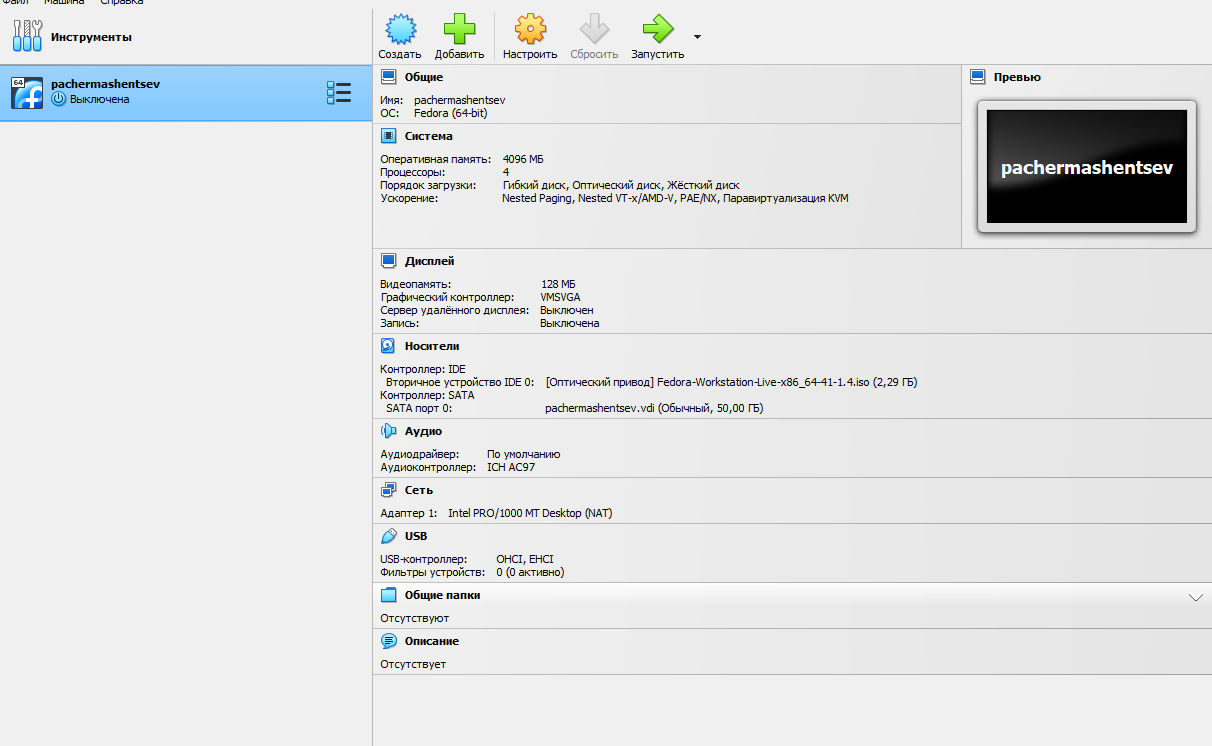 Файл Машина Справка
Инструменты
64
pachermashentsev
Выключена
Создать Добавить Настроить Сбросить Запустить
Общие
Имя: pachermashentsev
ОС: Fedora (64-bit)
Превью
pachermashentsev
Система
Оперативная память: 4096 МБ
Процессоры: 4
Порядок загрузки: Гибкий диск, Оптический диск, Жёсткий диск
Ускорение: Nested Paging, Nested VT-x/AMD-V, PAE/NX, Паравиртуализация KVM
Дисплей
Видеопамять: 128 МБ
Графический контроллер: VMSVGA
Сервер удалённого дисплея: Выключен
Запись: Выключена
Носители
Контроллер: IDE
Вторичное устройство IDE 0: [Оптический привод] Fedora-Workstation-Live-x86_64-41-1.4.iso (2,29 ГБ)
Контроллер: SATA
SATA порт 0: pachermashentsev.vdi (Обычный, 50,00 ГБ)
Аудио
Аудиодрайвер: По умолчанию
Аудиоконтроллер: ICH AC97
Сеть
Адаптер 1: Intel PRO/1000 MT Desktop (NAT)
USB
USB-контроллер: OHCI, EHCI
Фильтры устройств: 0 (0 активно)
Общие папки
Отсутствуют
Описание
Отсутствует